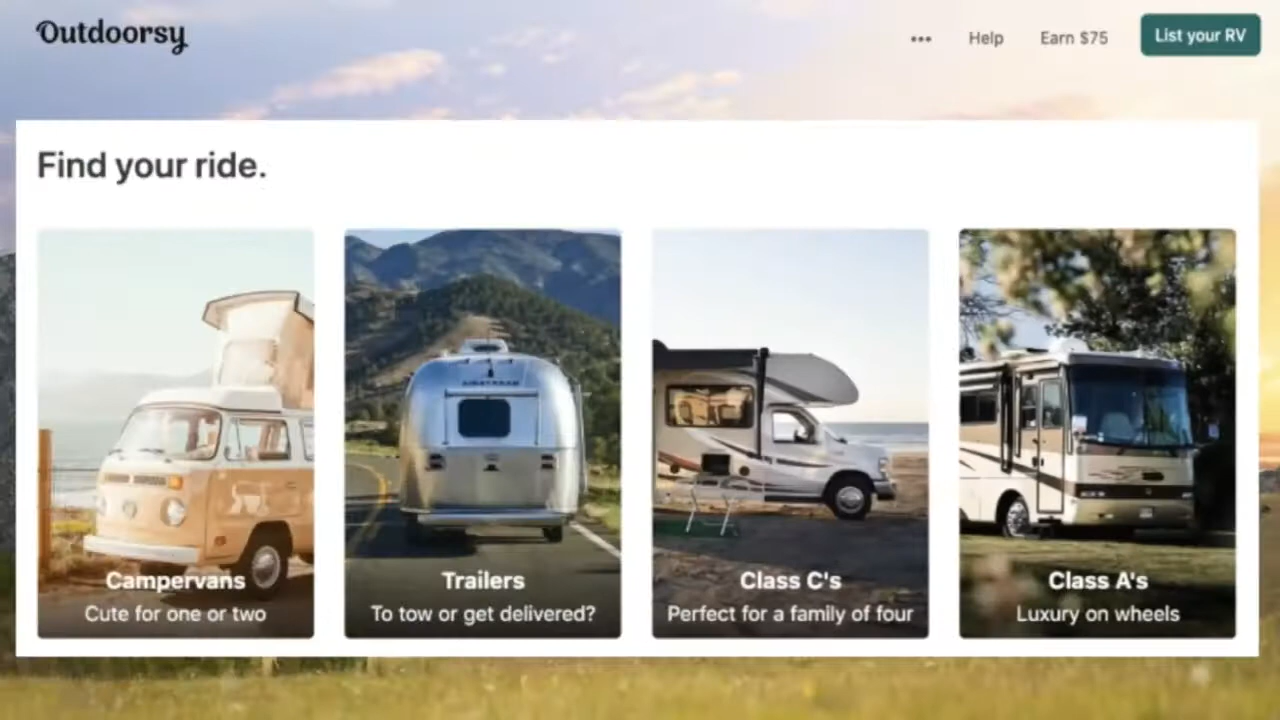 Outdoorsy
••• Help Earn $75 List your RV
Find your ride.
AIRSTREAM
Campervans
Cute for one or two
Trailers
To tow or get delivered?
Class C's
Perfect for a family of four
Class A's
Luxury on wheels